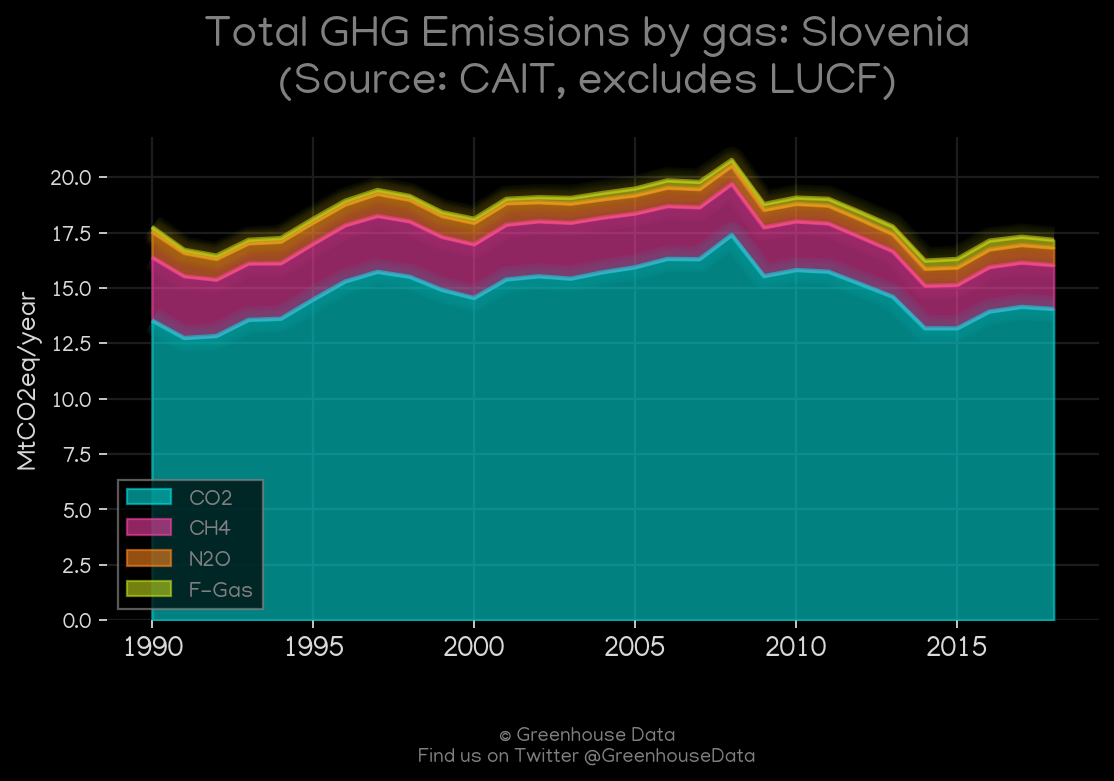 Total GHG Emissions by gas: Slovenia
(Source: CAIT, excludes LUCF)
MtCO2eq/year
20.0
17.5
15.0
12.5
10.0
7.5
5.0
2.5
0.0
CO2
CH4
N2O
F-Gas
1990 1995 2000 2005 2010 2015
© Greenhouse Data
Find us on Twitter @GreenhouseData